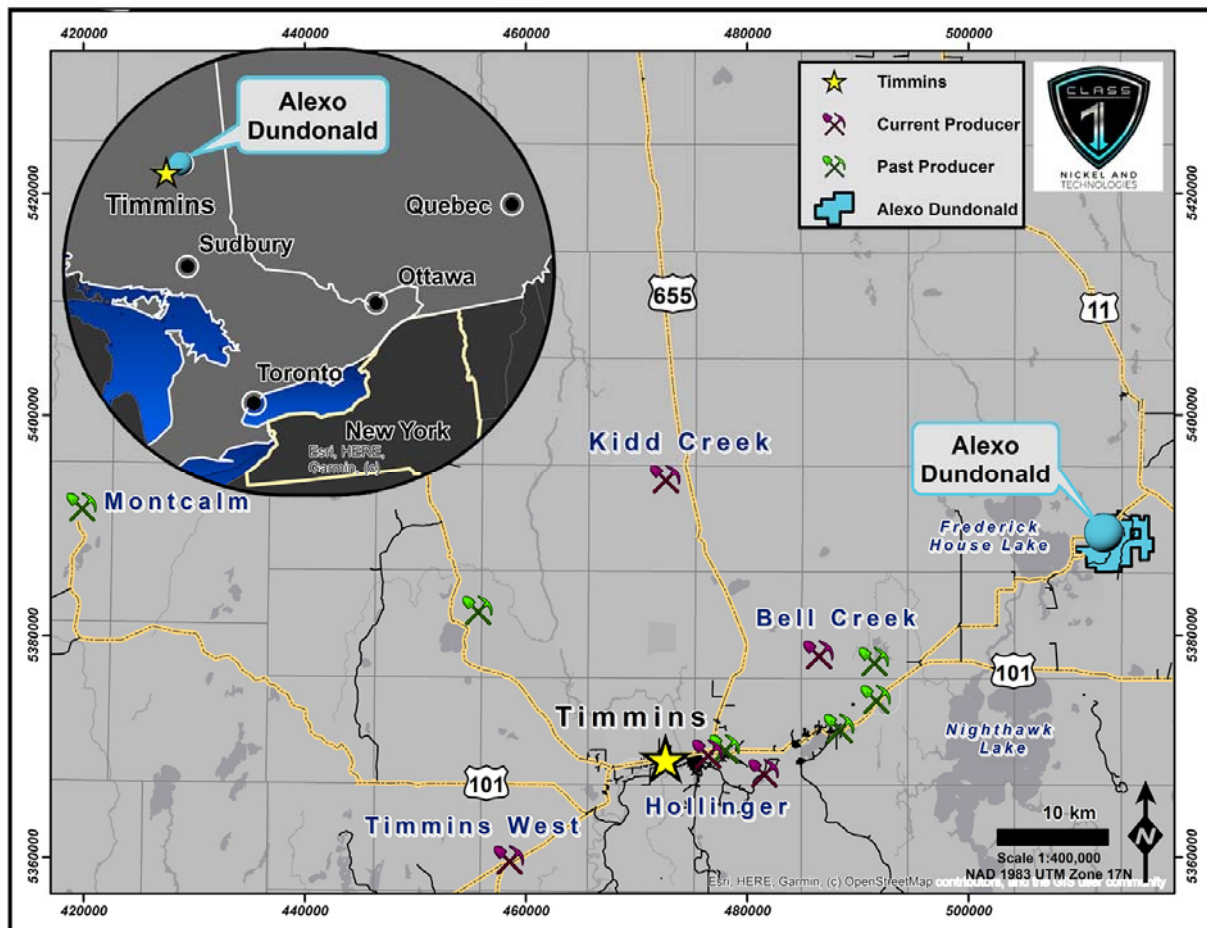 420000
440000
460000
480000
500000
Alexo
Dundonald
Timmins
Quebec
Sudbury
Ottawa
Toronto
New York
Esri, HERE,
Garmin, (c)
Timmins
Current Producer
Past Producer
Alexo Dundonald
CLASS
1
NICKEL AND
TECHNOLOGIES
5420000
5420000
655
11
5400000
5400000
Kidd Creek
Alexo
Dundonald
Montcalm
Frederick
House Lake
Bell Creek
5380000
5380000
101
Timmins
Nighthawk
Lake
101
Hollinger
Timmins West
10 km
N
Scale 1:400,000
NAD 1983 UTM Zone 17N
5360000
5360000
Esri, HERE, Garmin, (c) OpenStreetMap contributors, and the GIS user community
420000
440000
460000
480000
500000